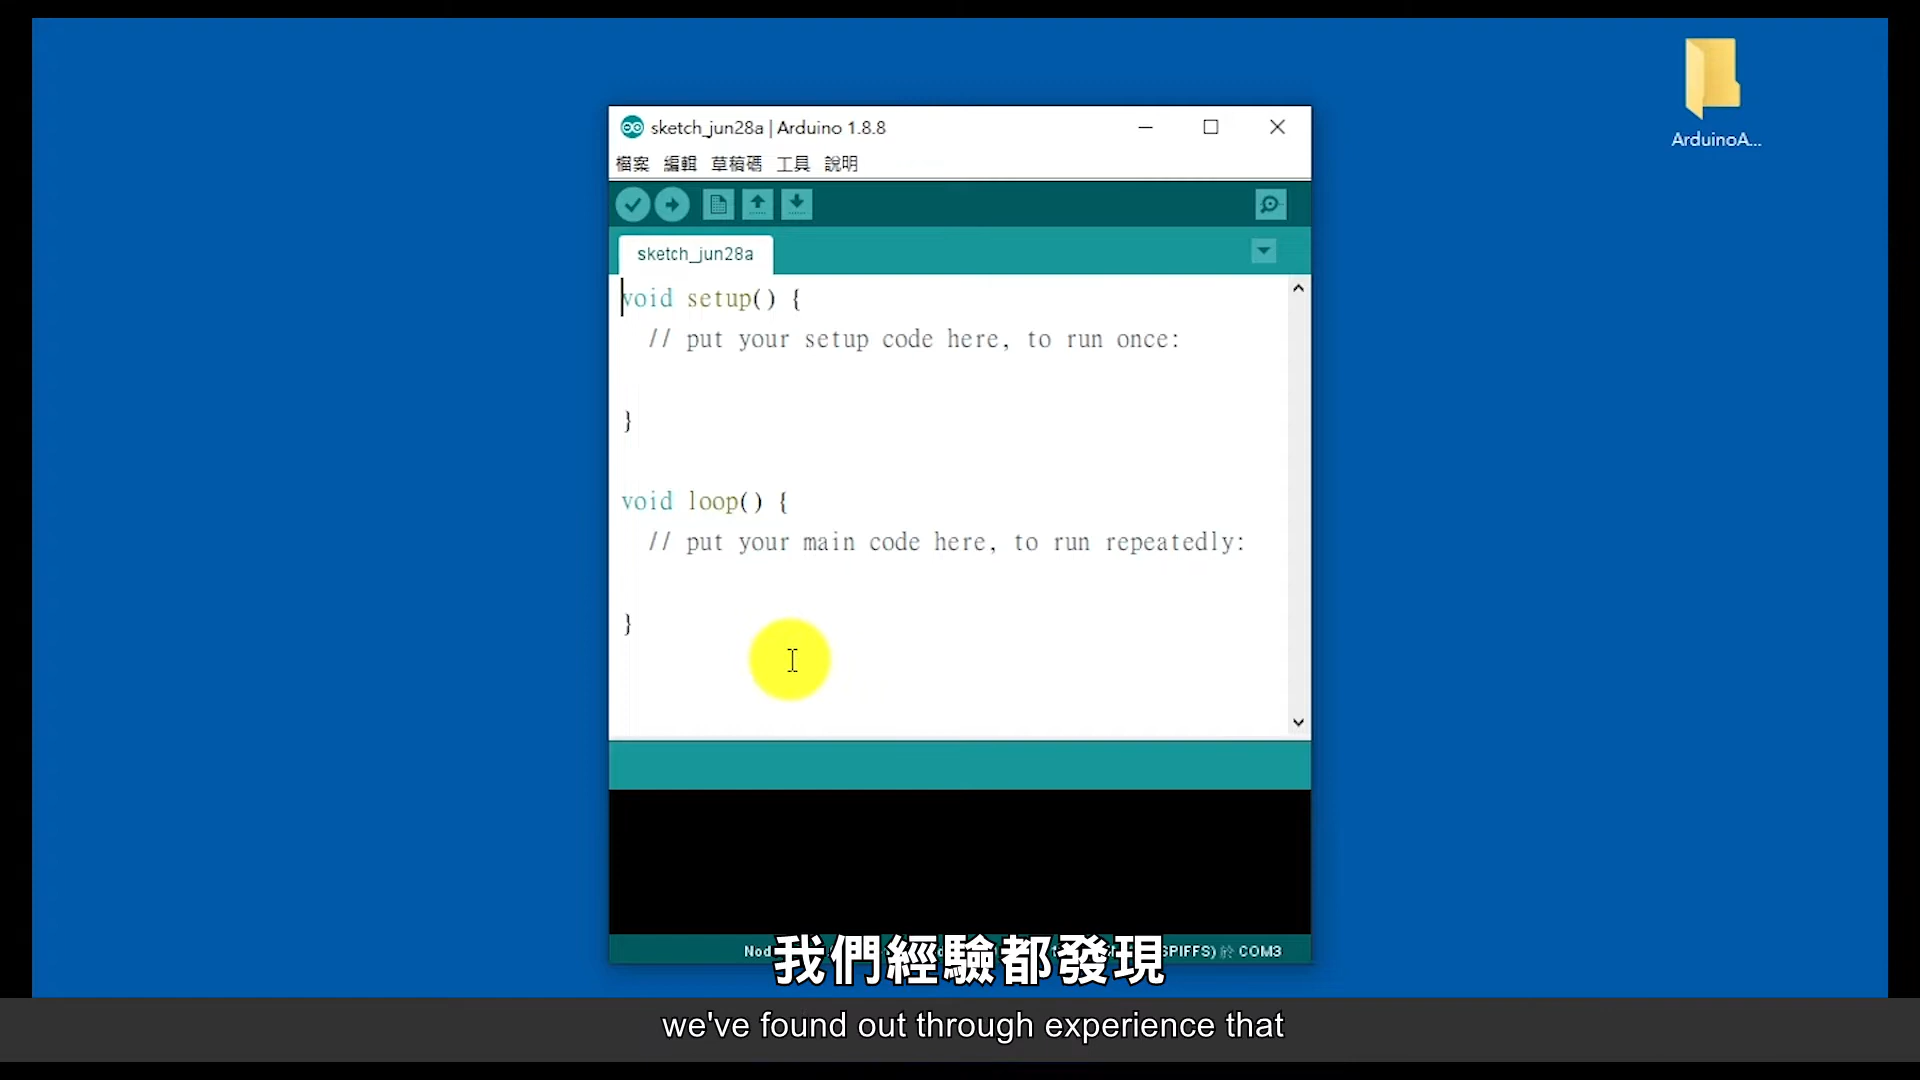 ArduinoA...
sketch_jun28a | Arduino 1.8.8
檔案 編輯 草稿碼 工具 說明
sketch_jun28a
void setup() {
// put your setup code here, to run once:
}
void loop() {
// put your main code here, to run repeatedly:
}
SPIFFS) 於 COM3
我們經驗都發現
we've found out through experience that